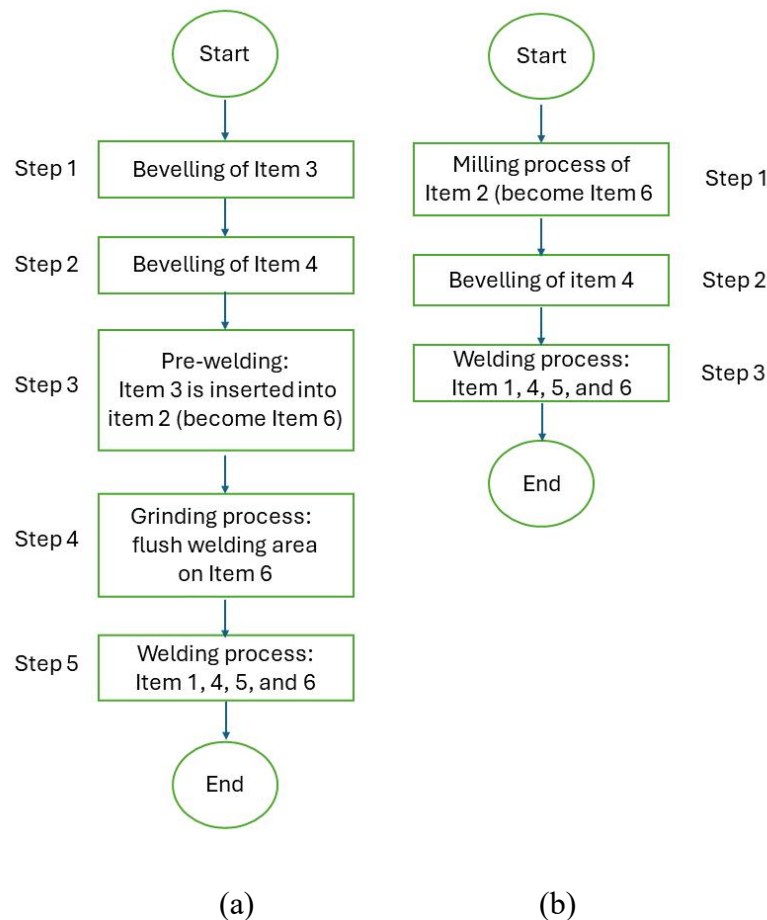 Start
Step 1
Bevelling of Item 3
Step 2
Bevelling of Item 4
Step 3
Pre-welding:
Item 3 is inserted into
item 2 (become Item 6)
Step 4
Grinding process:
flush welding area
on Item 6
Step 5
Welding process:
Item 1, 4, 5, and 6
End
(a)
Start
Milling process of
Item 2 (become Item 6
Step 1
Bevelling of item 4
Step 2
Welding process:
Item 1, 4, 5, and 6
Step 3
End
(b)